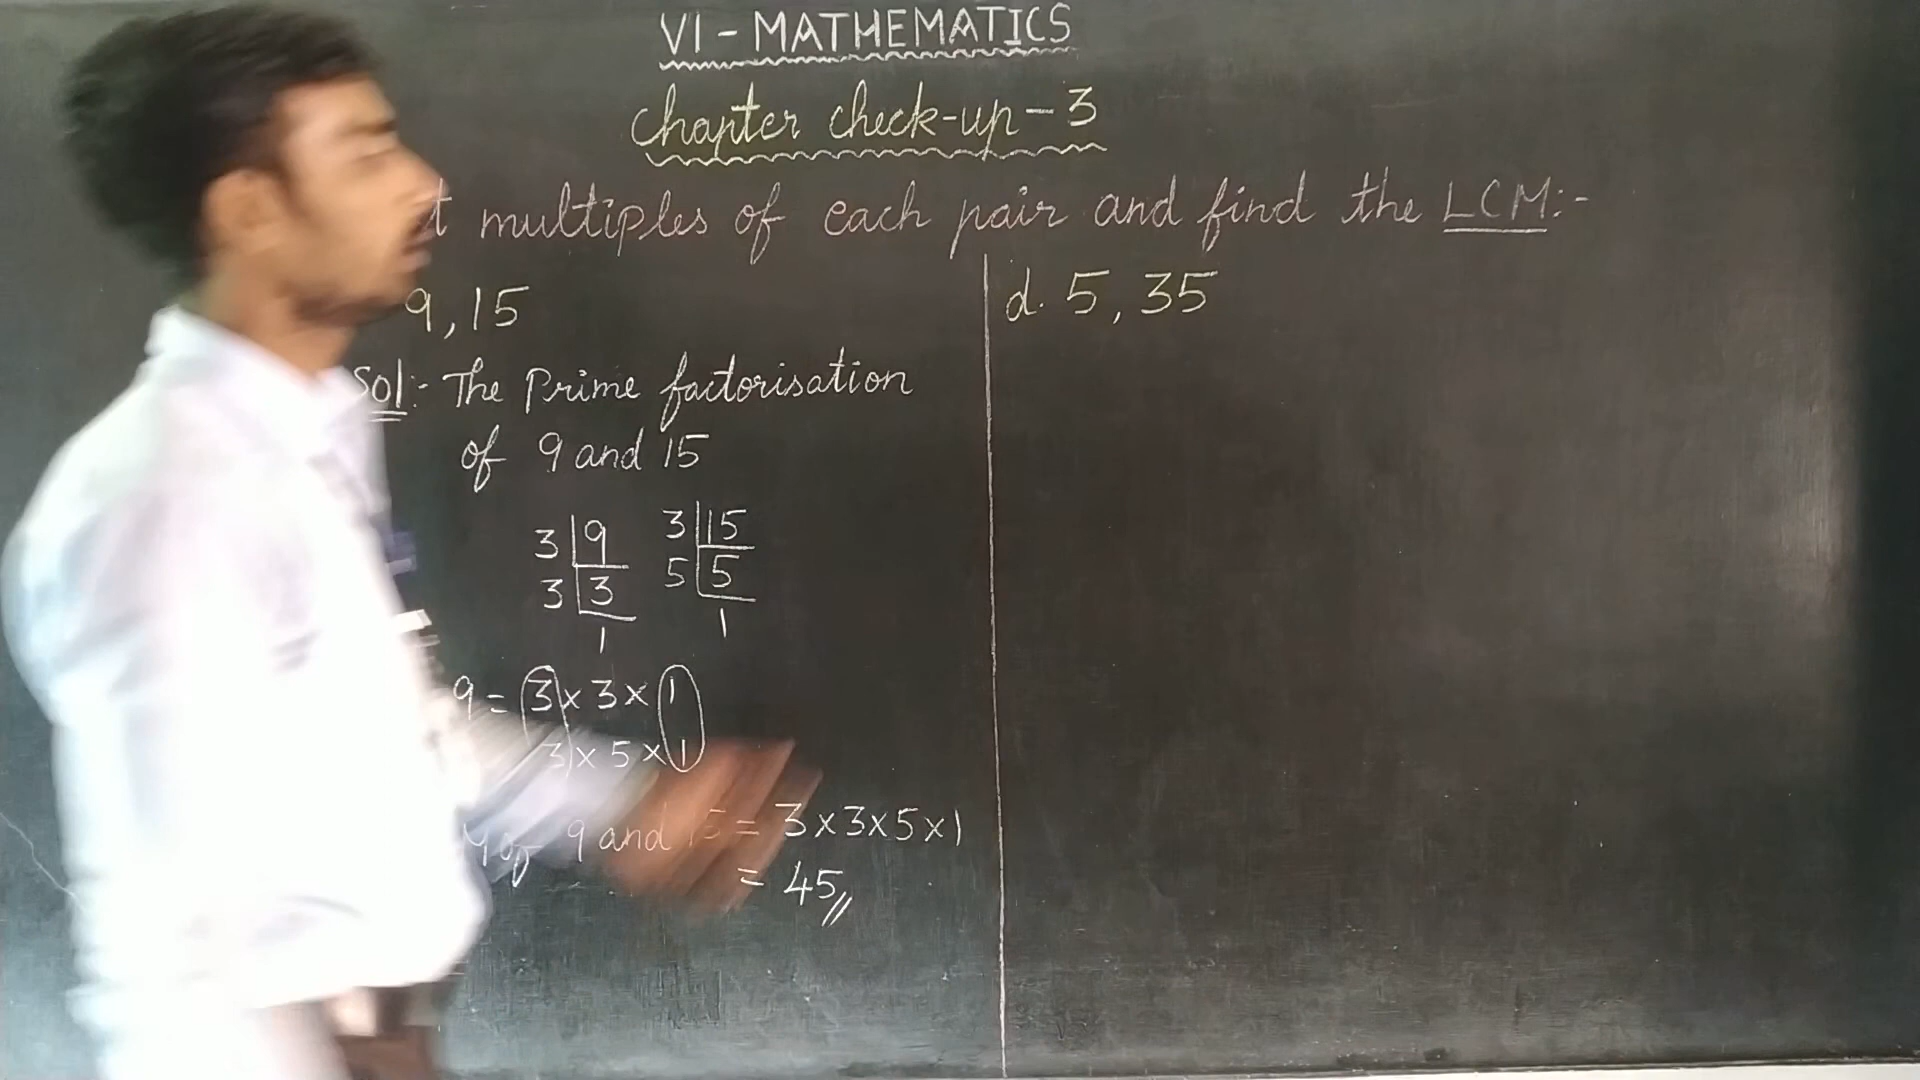 VI - MATHEMATICS
Chapter check-up - 3
multiples of each pair and find the LCM:-
9, 15
Sol:- The Prime factorisation
of 9 and 15
3 | 9
3 | 3
1
3 | 15
5 | 5
1
9 = 3 x 3 x 1
3 x 5 x 1
of 9 and 15 = 3 x 3 x 5 x 1
= 45//
d. 5, 35